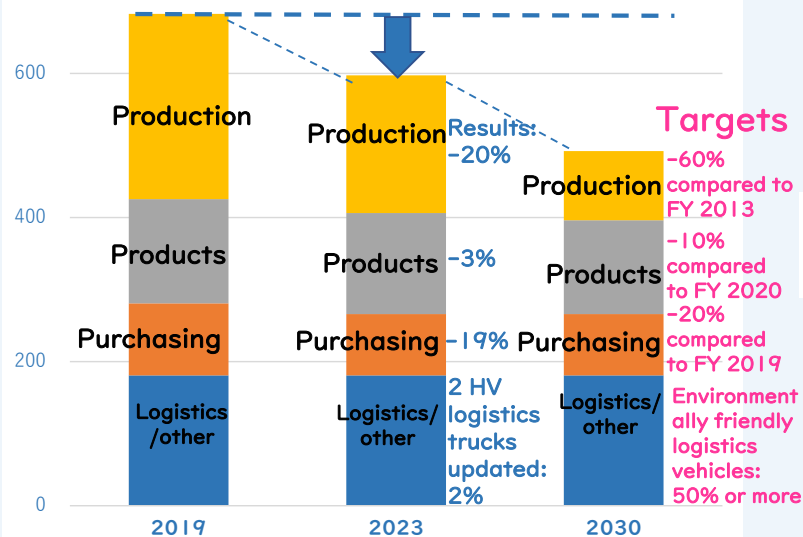 600
400
200
0
Production
Products
Purchasing
Logistics
/other
2019
Production
Products
Purchasing
Logistics/
other
2023
Results:
-20%
-3%
-19%
2 HV
logistics
trucks
updated:
2%
Production
Products
Purchasing
Logistics/
other
2030
Targets
-60%
compared to
FY 2013
-10%
compared
to FY 2020
-20%
compared
to FY 2019
Environment
ally friendly
logistics
vehicles:
50% or more